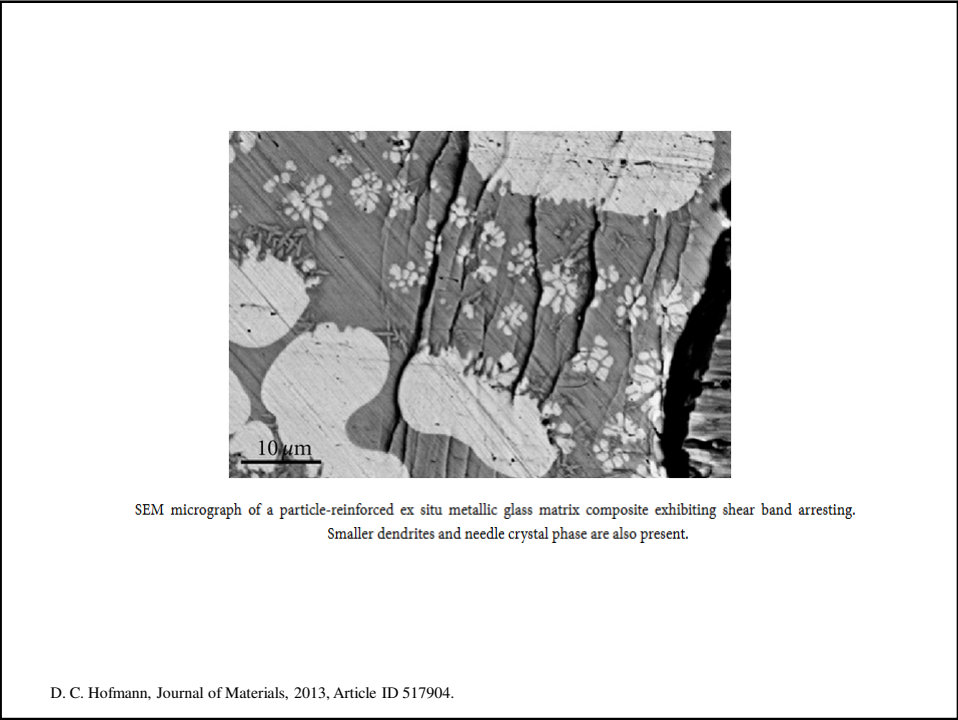 10 μm
SEM micrograph of a particle-reinforced ex situ metallic glass matrix composite exhibiting shear band arresting.
Smaller dendrites and needle crystal phase are also present.
D. C. Hofmann, Journal of Materials, 2013, Article ID 517904.